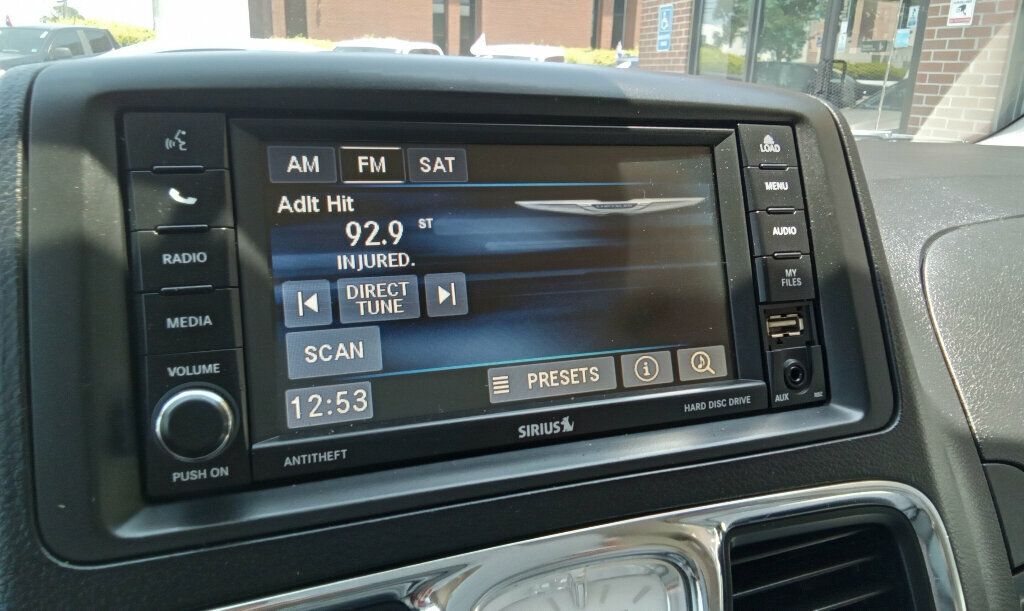 AM FM SAT
Adlt Hit
92.9 ST
INJURED.
DIRECT
TUNE
SCAN
PRESETS
12:53
RADIO
MEDIA
VOLUME
PUSH ON
LOAD
MENU
AUDIO
MY
FILES
AUX
ANTITHEFT
SIRIUS
HARD DISC DRIVE